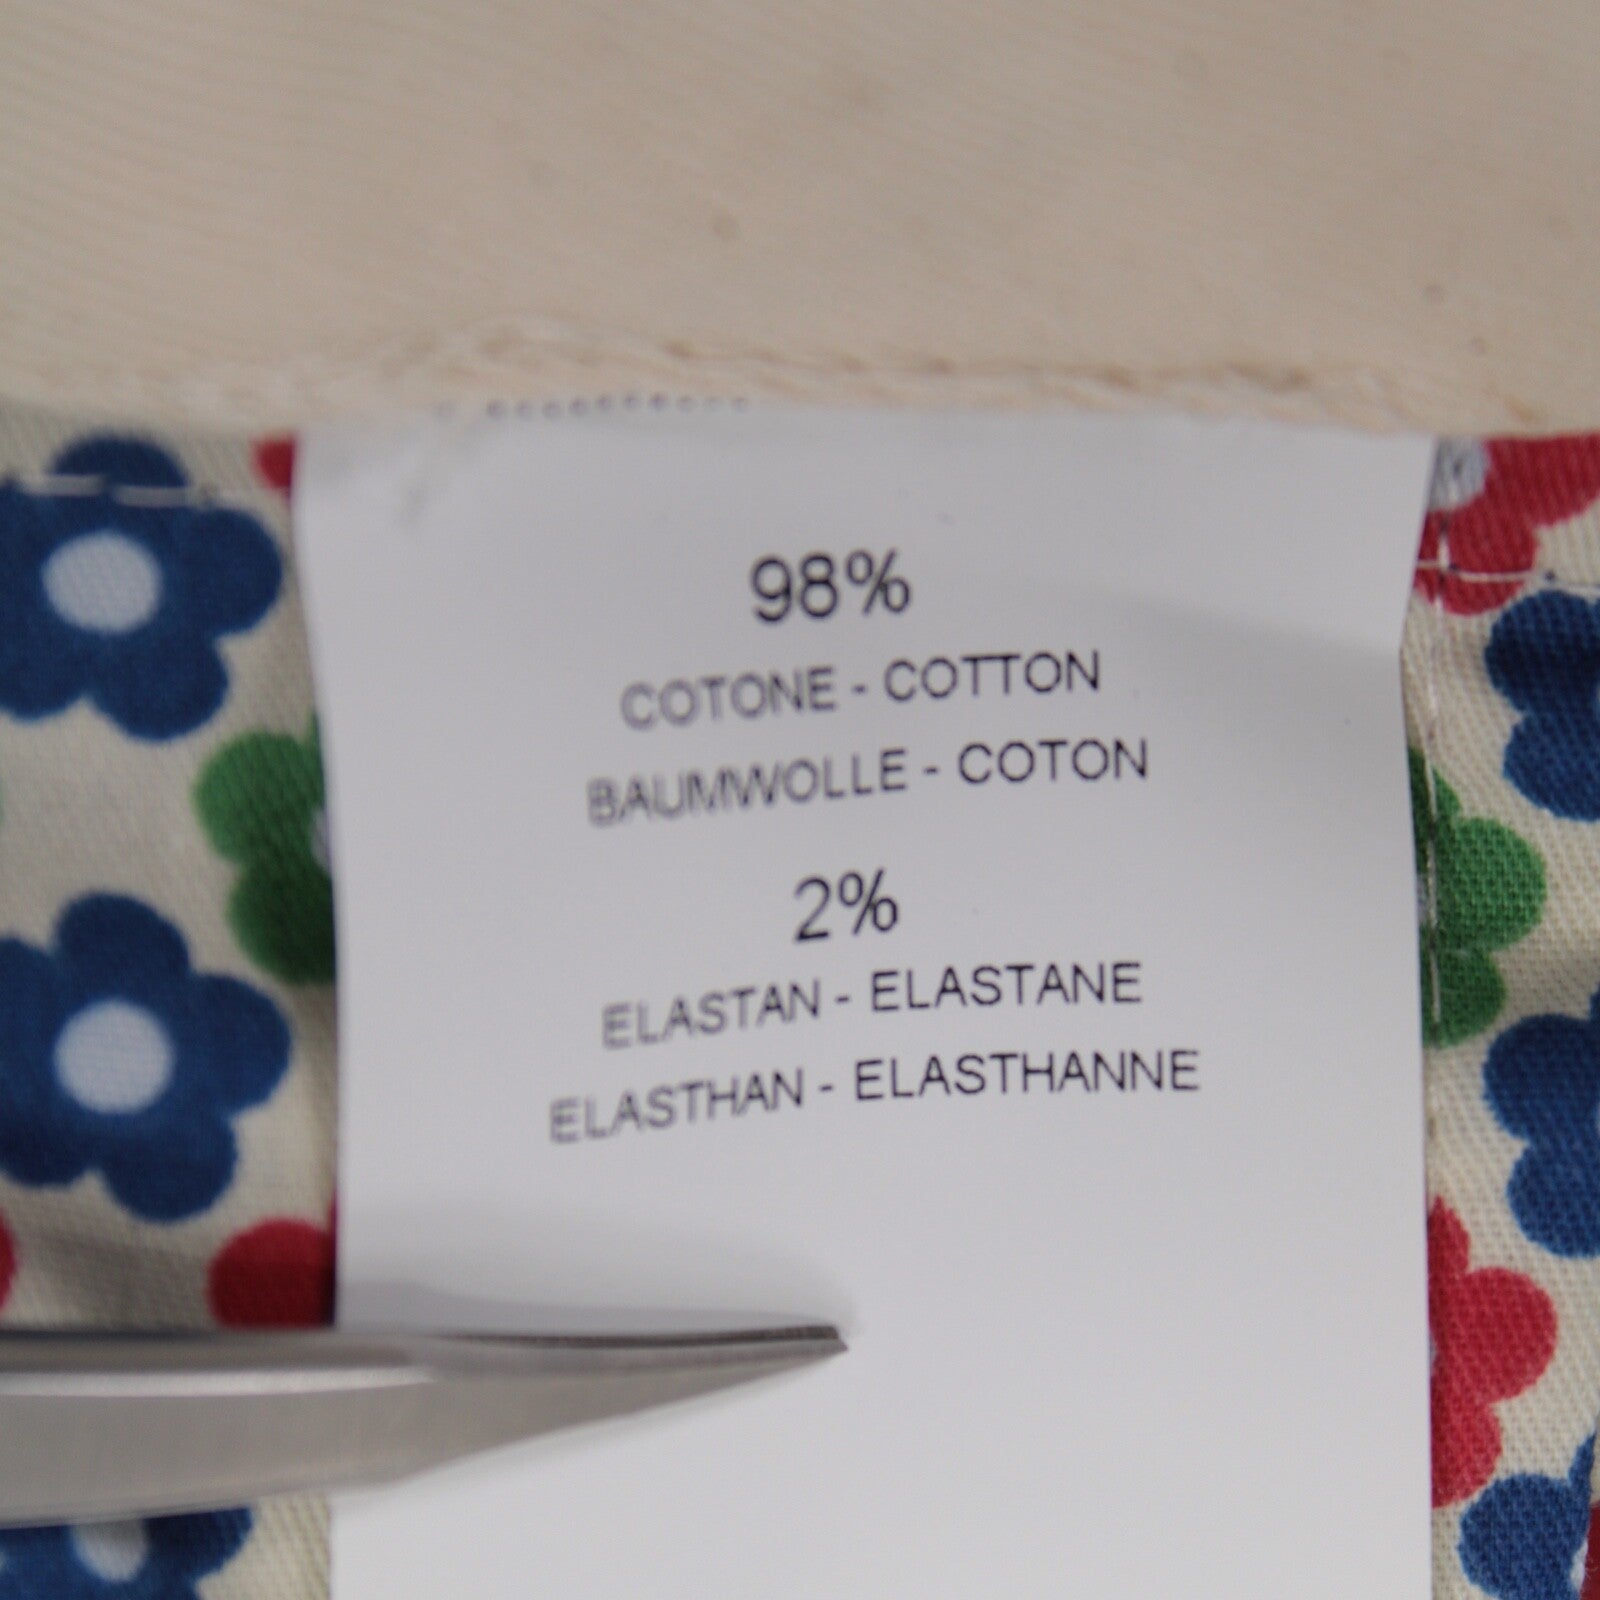 98%
COTONE - COTTON
BAUMWOLLE - COTON
2%
ELASTAN - ELASTANE
ELASTHAN - ELASTHANNE